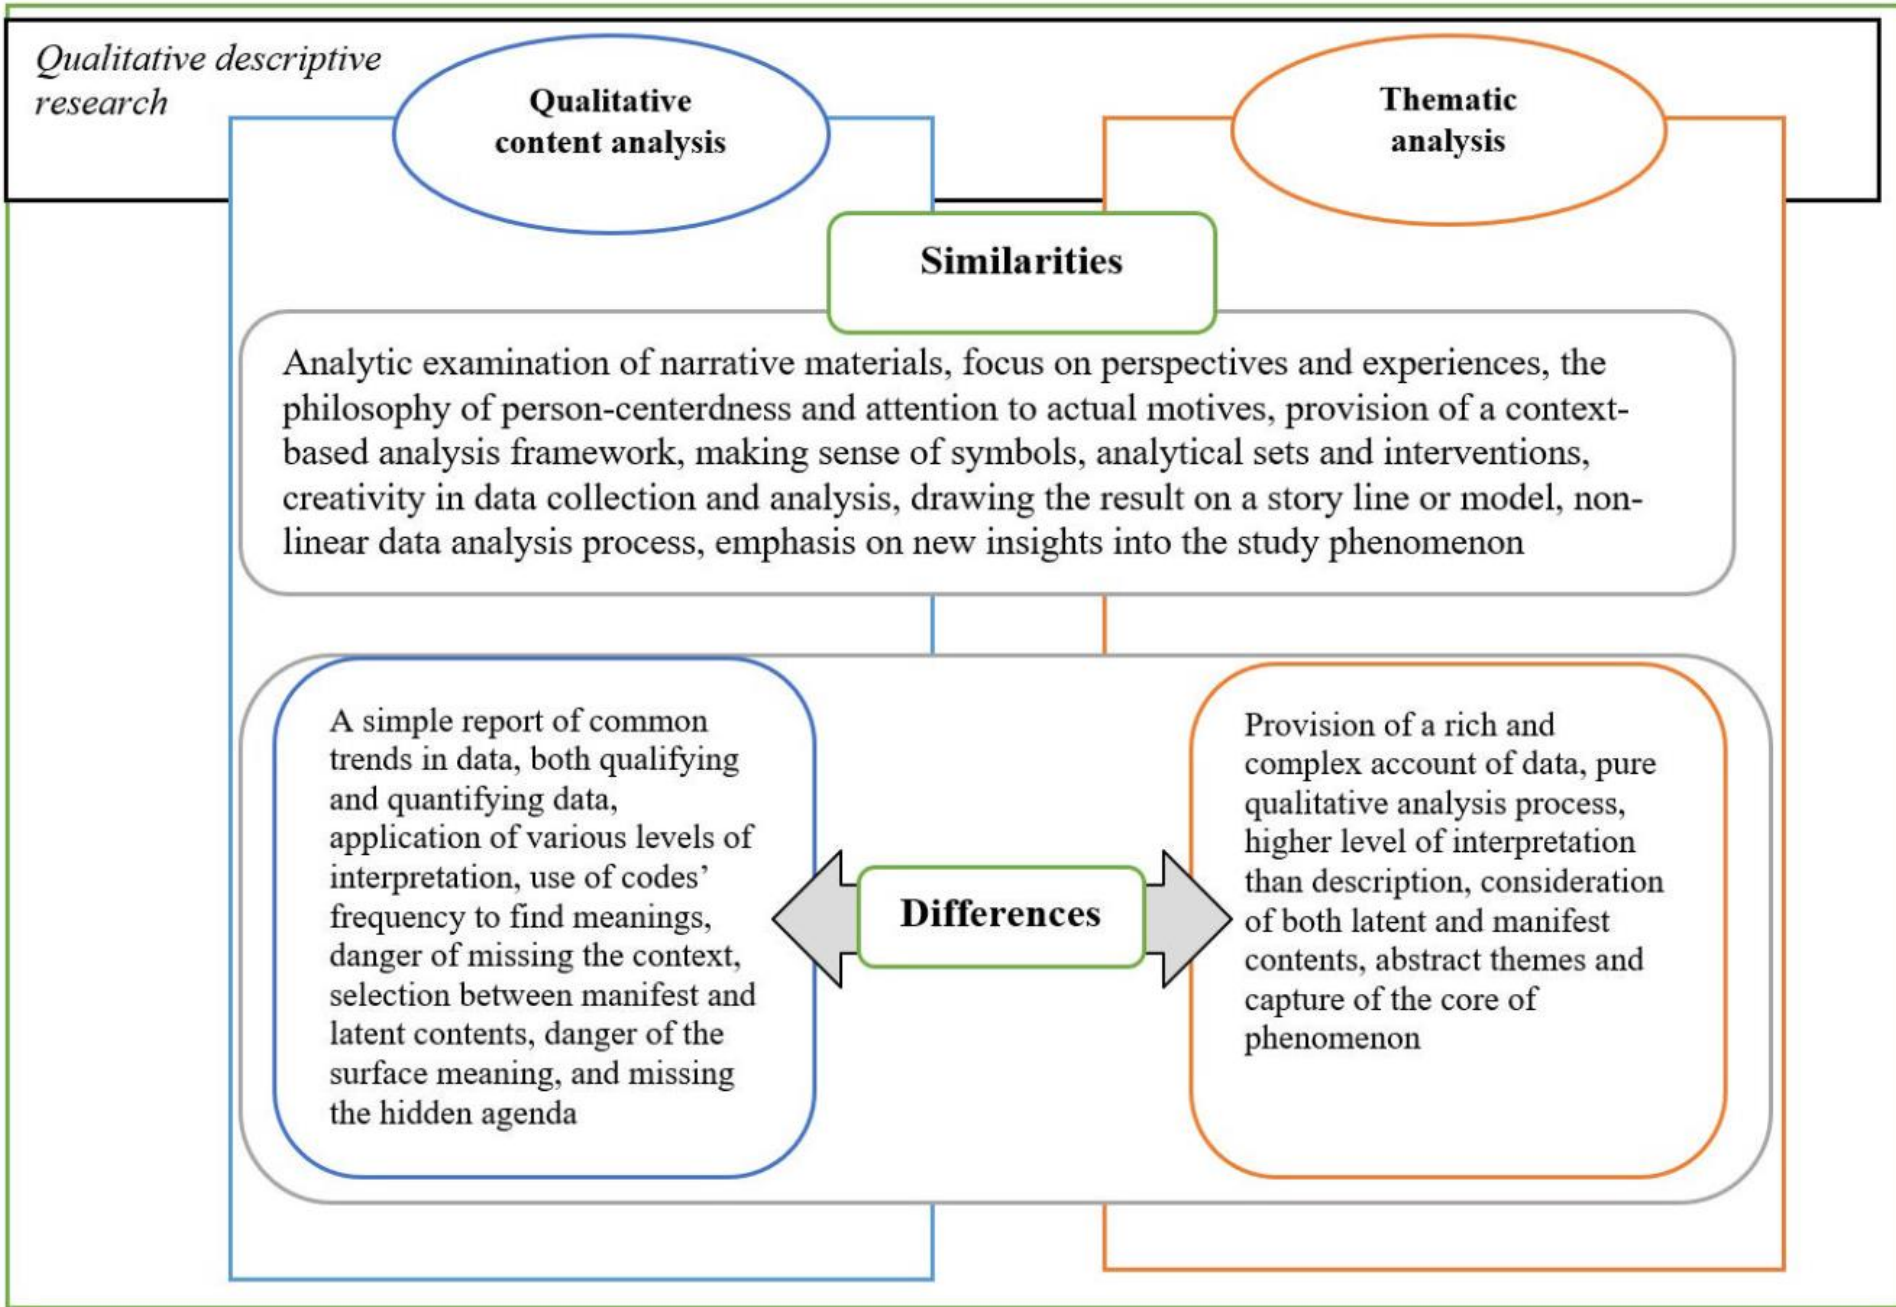 Qualitative descriptive
research
Qualitative
content analysis
Thematic
analysis
Similarities
Analytic examination of narrative materials, focus on perspectives and experiences, the
philosophy of person-centerdness and attention to actual motives, provision of a context-
based analysis framework, making sense of symbols, analytical sets and interventions,
creativity in data collection and analysis, drawing the result on a story line or model, non-
linear data analysis process, emphasis on new insights into the study phenomenon
A simple report of common
trends in data, both qualifying
and quantifying data,
application of various levels of
interpretation, use of codes’
frequency to find meanings,
danger of missing the context,
selection between manifest and
latent contents, danger of the
surface meaning, and missing
the hidden agenda
Differences
Provision of a rich and
complex account of data, pure
qualitative analysis process,
higher level of interpretation
than description, consideration
of both latent and manifest
contents, abstract themes and
capture of the core of
phenomenon